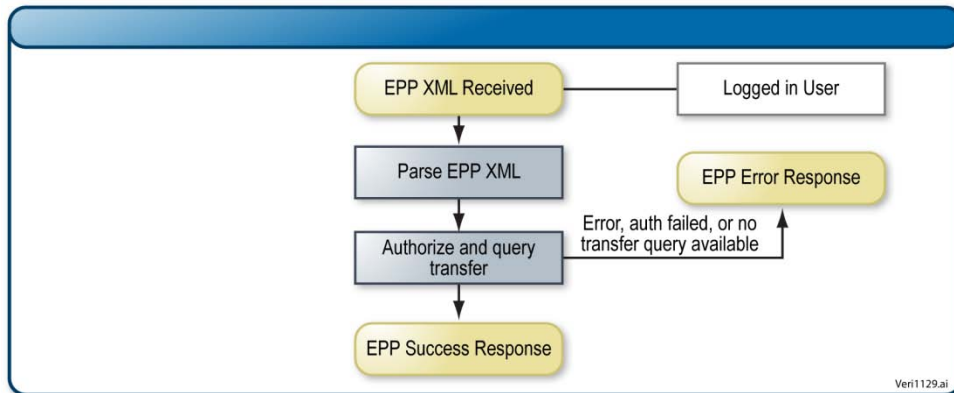 EPP XML Received
Logged in User
Parse EPP XML
EPP Error Response
Error, auth failed, or no
transfer query available
Authorize and query
transfer
EPP Success Response
Veri1129.ai